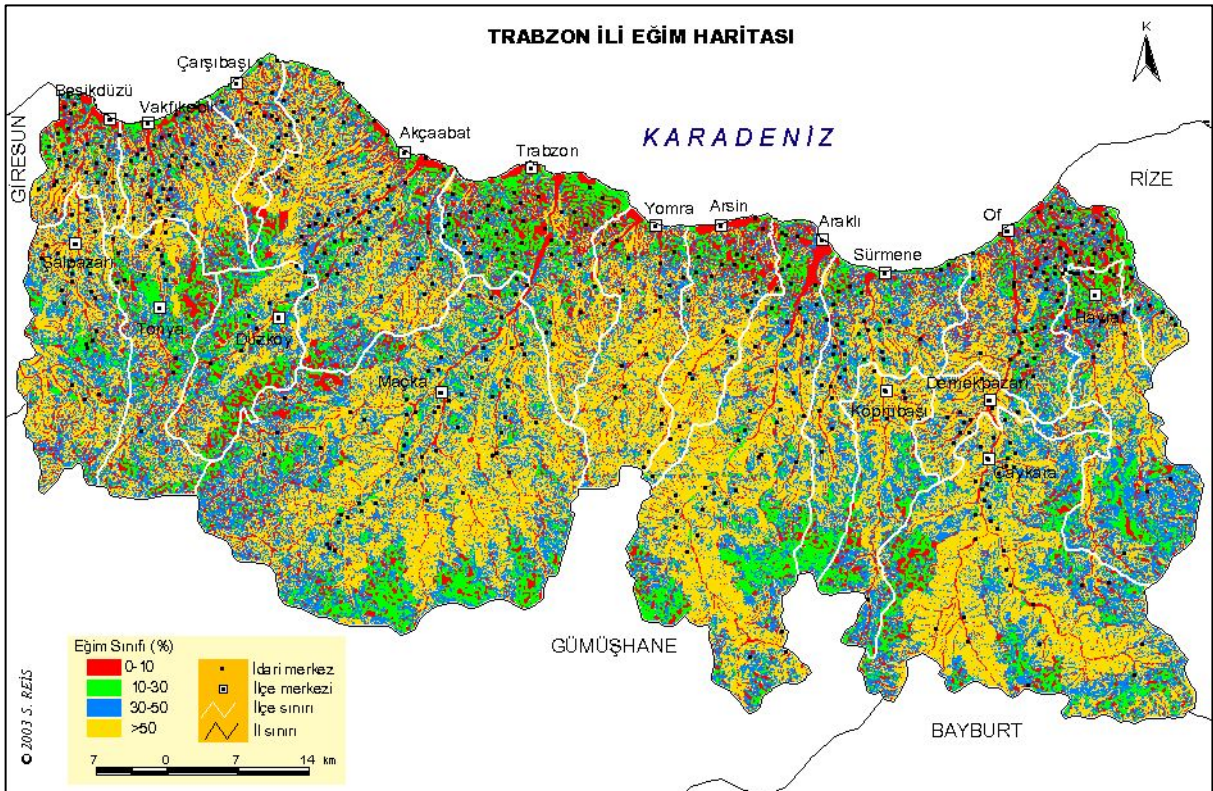 TRABZON İLİ EĞİM HARİTASI
K
Çarşıbaşı
Beşikdüzü
Vakfıkebir
Akçaabat
Trabzon
KARADENİZ
GİRESUN
RİZE
Yomra
Arsin
Araklı
Of
Sürmene
Şalpazarı
Tonya
Düzköy
Hayrat
Maçka
Köprübaşı
Dernekpazarı
Çaykara
GÜMÜŞHANE
BAYBURT
Eğim Sınıfı (%)
0-10
10-30
30-50
>50
İdari merkez
İlçe merkezi
İlçe sınırı
İl sınırı
7 0 7 14 km
© 2003 S. REİS